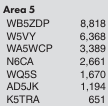 Area 5
WB5ZDP 8,818
W5VY 6,368
WA5WCP 3,389
N6CA 2,661
WQ5S 1,670
AD5JK 1,194
K5TRA 651